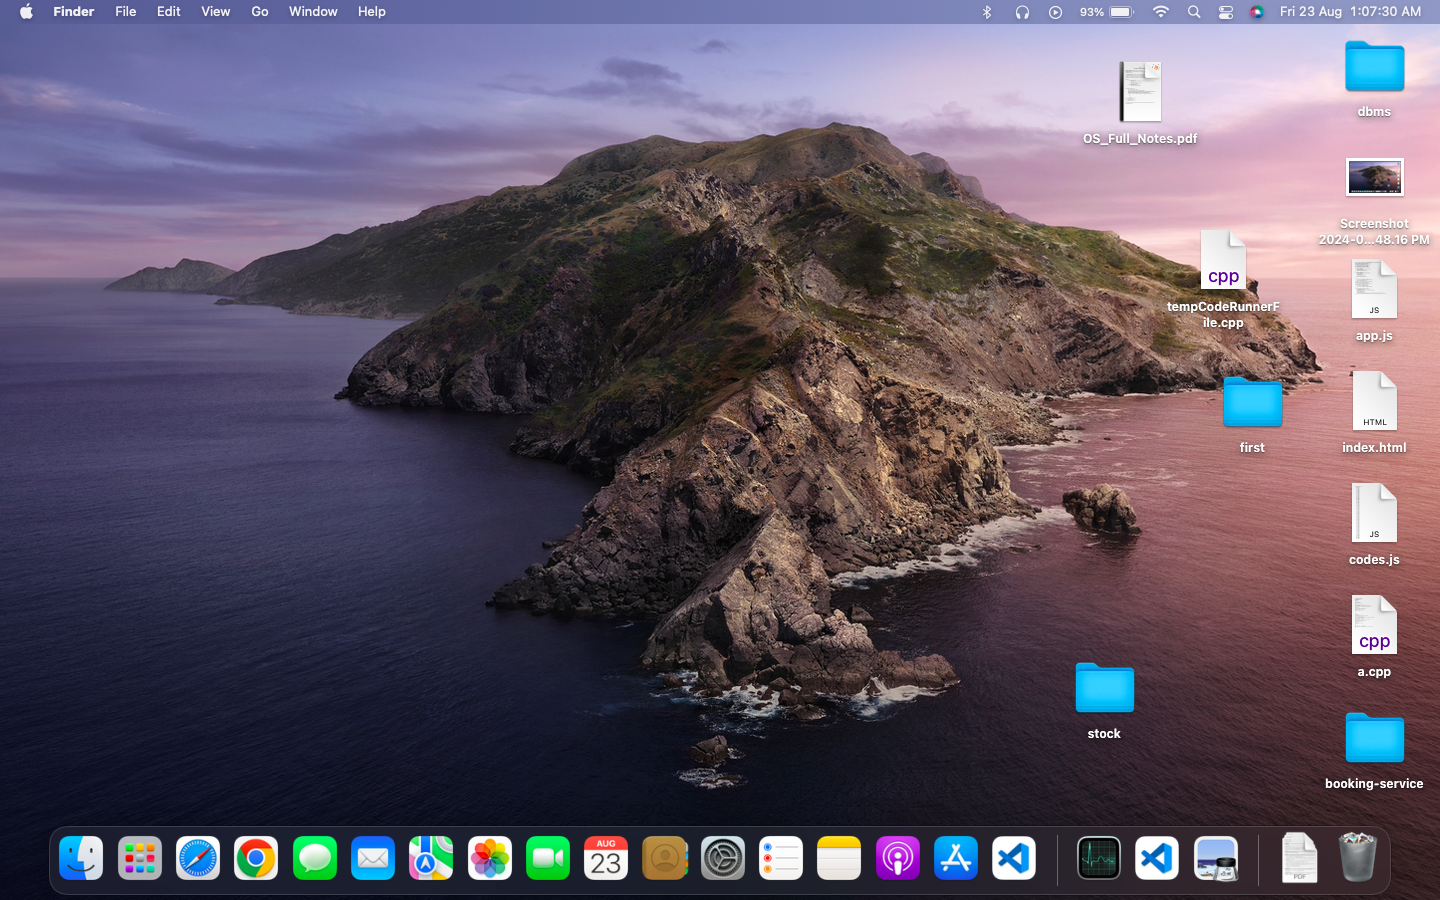 Finder File Edit View Go Window Help 93% Fri 23 Aug 1:07:30 AM
dbms
OS_Full_Notes.pdf
Screenshot
2024-0...48.16 PM
cpp
tempCodeRunnerF
ile.cpp
JS
app.js
first
HTML
index.html
JS
codes.js
cpp
a.cpp
stock
booking-service
AUG
23
PDF